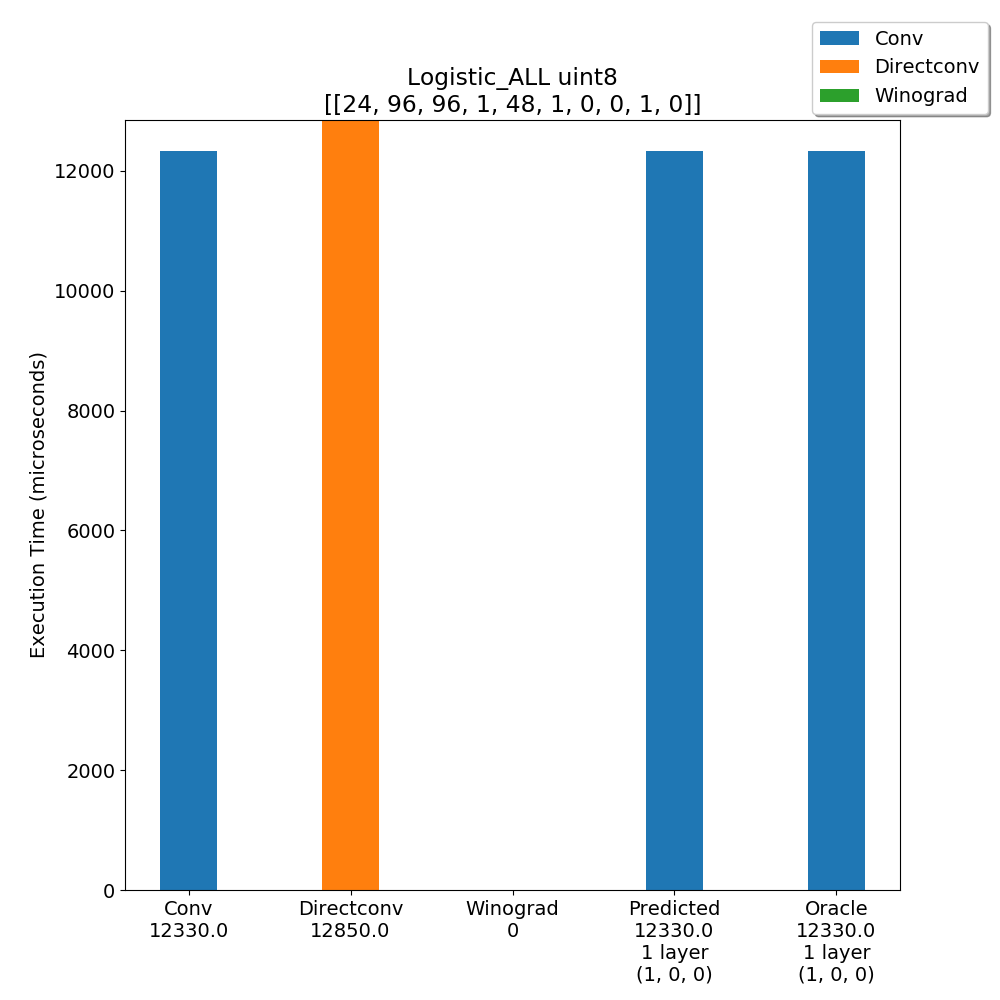 Conv
Directconv
Winograd
Logistic_ALL uint8
[[24, 96, 96, 1, 48, 1, 0, 0, 1, 0]]
Execution Time (microseconds)
12000
10000
8000
6000
4000
2000
0
Conv
12330.0
Directconv
12850.0
Winograd
0
Predicted
12330.0
1 layer
(1, 0, 0)
Oracle
12330.0
1 layer
(1, 0, 0)